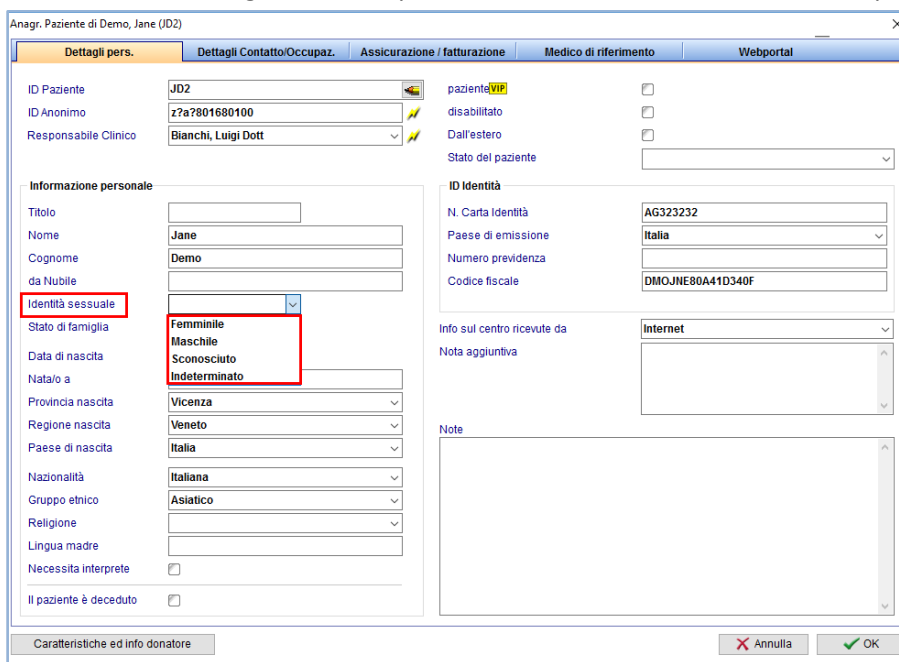 Anagr. Paziente di Demo, Jane (JD2)
Dettagli pers.
Dettagli Contatto/Occupaz.
Assicurazione / fatturazione
Medico di riferimento
Webportal
ID Paziente JD2
ID Anonimo z?a?801680100
Responsabile Clinico Bianchi, Luigi Dott
paziente VIP
disabilitato
Dall'estero
Stato del paziente
Informazione personale
Titolo
Nome Jane
Cognome Demo
da Nubile
Identità sessuale
Femminile
Maschile
Sconosciuto
Indeterminato
Stato di famiglia
Data di nascita
Nata/o a
Provincia nascita Vicenza
Regione nascita Veneto
Paese di nascita Italia
Nazionalità Italiana
Gruppo etnico Asiatico
Religione
Lingua madre
Necessita interprete
Il paziente è deceduto
ID Identità
N. Carta Identità AG323232
Paese di emissione Italia
Numero previdenza
Codice fiscale DMOJNE80A41D340F
Info sul centro ricevute da Internet
Nota aggiuntiva
Note
Caratteristiche ed info donatore
Annulla
OK